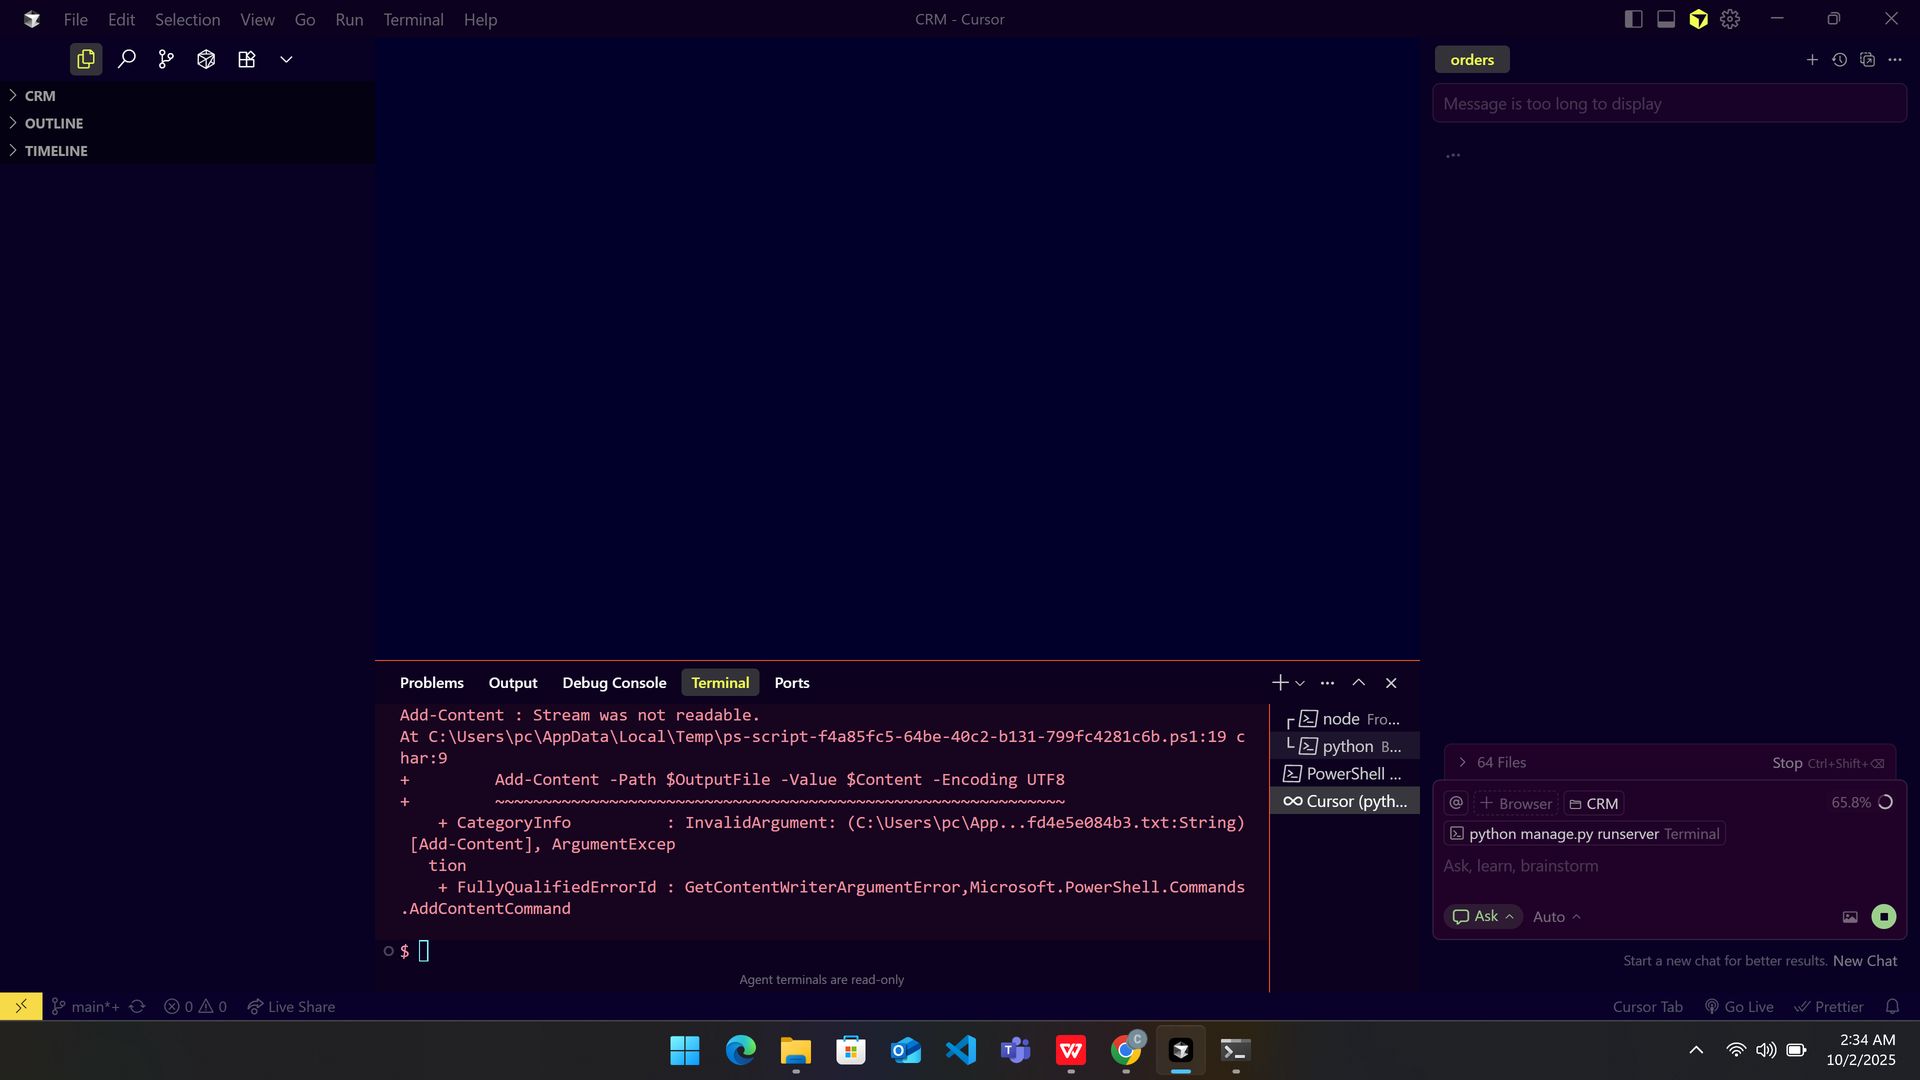 File Edit Selection View Go Run Terminal Help
CRM - Cursor
CRM
OUTLINE
TIMELINE
orders
Message is too long to display
...
Problems Output Debug Console Terminal Ports
Add-Content : Stream was not readable.
At C:\Users\pc\AppData\Local\Temp\ps-script-f4a85fc5-64be-40c2-b131-799fc4281c6b.ps1:19 c
har:9
+         Add-Content -Path $OutputFile -Value $Content -Encoding UTF8
+         ~~~~~~~~~~~~~~~~~~~~~~~~~~~~~~~~~~~~~~~~~~~~~~~~~~~~~~~~~~~~
    + CategoryInfo          : InvalidArgument: (C:\Users\pc\App...fd4e5e084b3.txt:String)
 [Add-Content], ArgumentExcep
   tion
    + FullyQualifiedErrorId : GetContentWriterArgumentError,Microsoft.PowerShell.Commands
.AddContentCommand
$
Agent terminals are read-only
node Fro...
python B...
PowerShell ...
Cursor (pyth...
64 Files
Stop Ctrl+Shift+⌫
@ + Browser CRM 65.8%
python manage.py runserver Terminal
Ask, learn, brainstorm
Ask Auto
Start a new chat for better results. New Chat
main*+ 0 0 Live Share
Cursor Tab Go Live Prettier
C
2:34 AM
10/2/2025